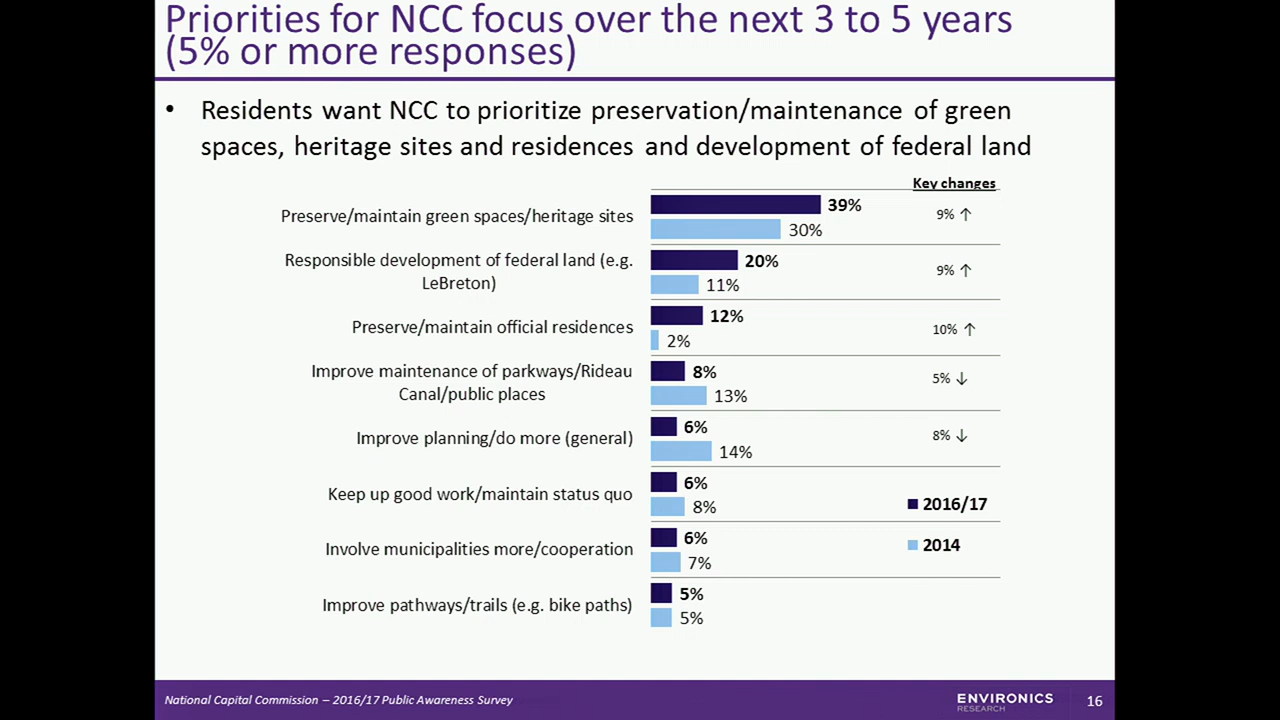 Priorities for NCC focus over the next 3 to 5 years
(5% or more responses)
• Residents want NCC to prioritize preservation/maintenance of green
spaces, heritage sites and residences and development of federal land
Key changes
Preserve/maintain green spaces/heritage sites
39%
30%
9% ↑
Responsible development of federal land (e.g.
LeBreton)
20%
11%
9% ↑
Preserve/maintain official residences
12%
2%
10% ↑
Improve maintenance of parkways/Rideau
Canal/public places
8%
13%
5% ↓
Improve planning/do more (general)
6%
14%
8% ↓
Keep up good work/maintain status quo
6%
8%
Involve municipalities more/cooperation
6%
7%
Improve pathways/trails (e.g. bike paths)
5%
5%
2016/17
2014
National Capital Commission – 2016/17 Public Awareness Survey
ENVIRONICS
RESEARCH
16